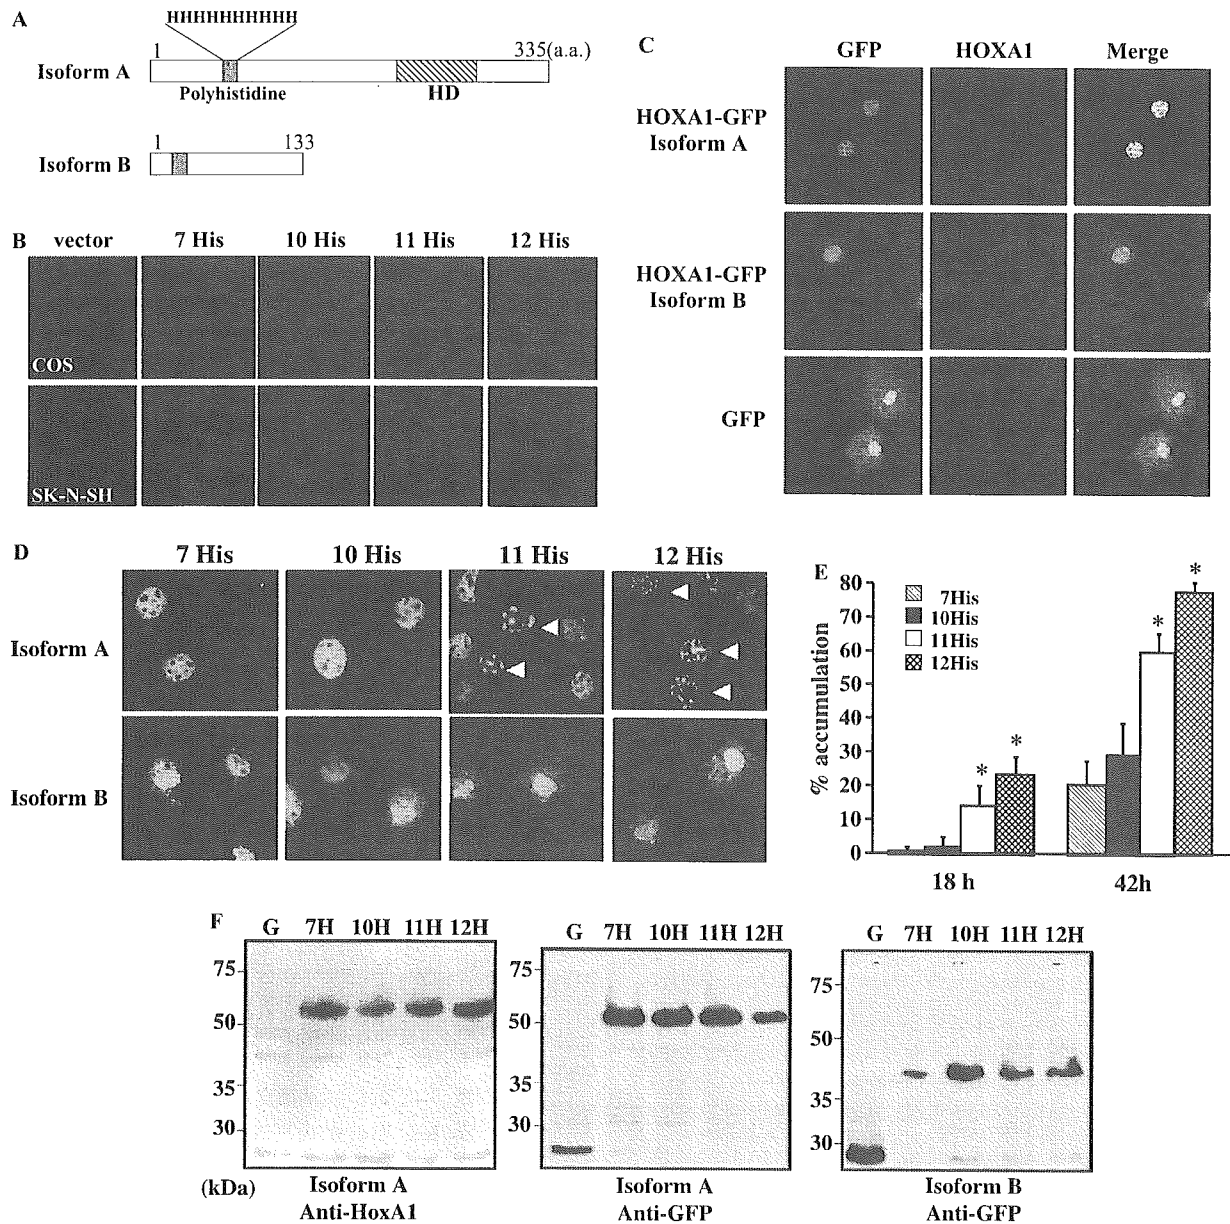 A
HHHHHHHHHHH
1 335(a.a.)
Isoform A
Polyhistidine HD
1 133
Isoform B
B
vector 7 His 10 His 11 His 12 His
COS
SK-N-SH
C
GFP HOXA1 Merge
HOXA1-GFP
Isoform A
HOXA1-GFP
Isoform B
GFP
D
7 His 10 His 11 His 12 His
Isoform A
Isoform B
E
% accumulation
80
70
60
50
40
30
20
10
0
7His
10His
11His
12His
* * * *
18 h 42h
F
G 7H 10H 11H 12H
75
50
35
30
(kDa)
Isoform A
Anti-HoxA1
G 7H 10H 11H 12H
75
50
35
30
Isoform A
Anti-GFP
G 7H 10H 11H 12H
75
50
35
30
Isoform B
Anti-GFP